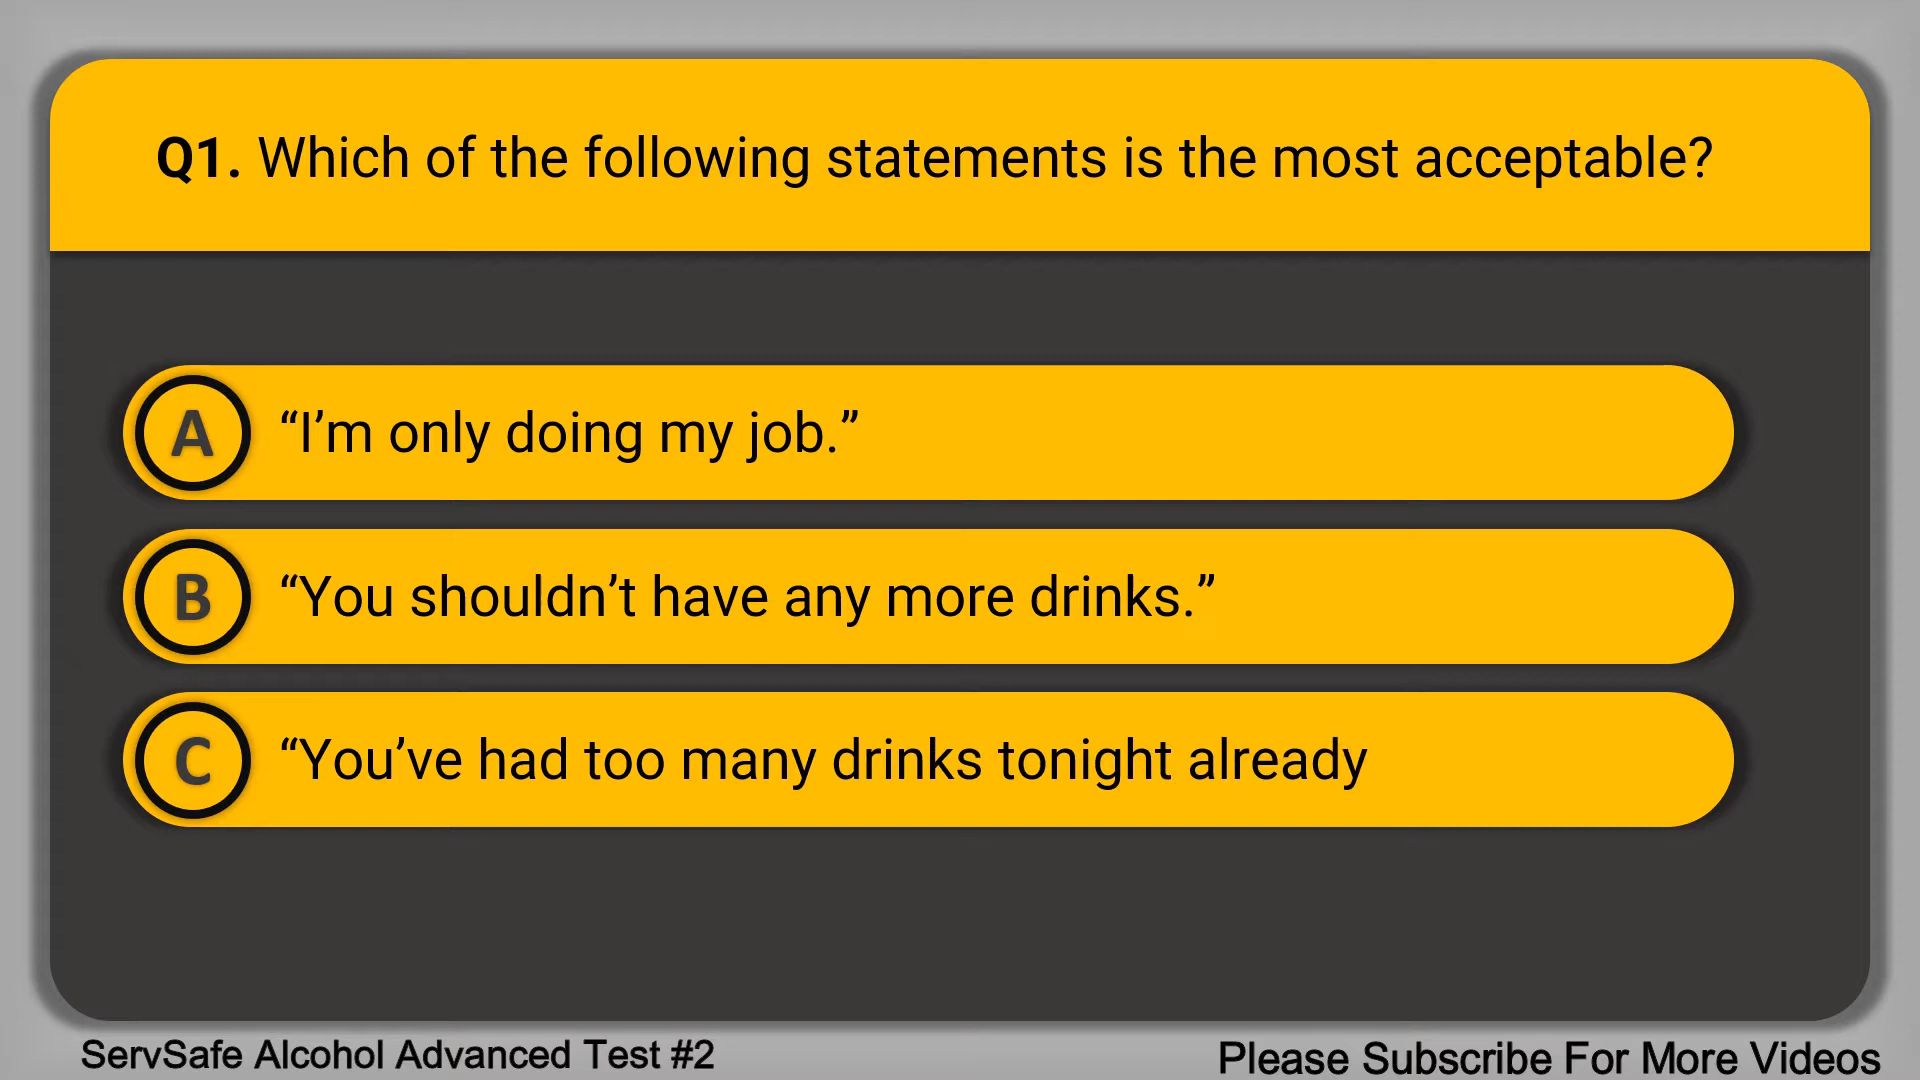 Q1. Which of the following statements is the most acceptable?
A “I’m only doing my job.”
B “You shouldn’t have any more drinks.”
C “You’ve had too many drinks tonight already
ServSafe Alcohol Advanced Test #2
Please Subscribe For More Videos